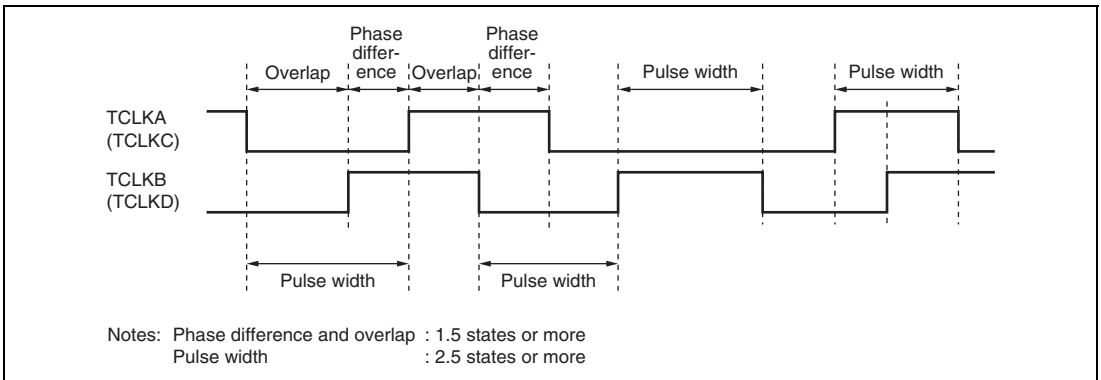 Phase
differ-
ence
Phase
differ-
ence
Overlap
Overlap
Pulse width
Pulse width
TCLKA
(TCLKC)
TCLKB
(TCLKD)
Pulse width
Pulse width
Notes: Phase difference and overlap : 1.5 states or more
Pulse width : 2.5 states or more